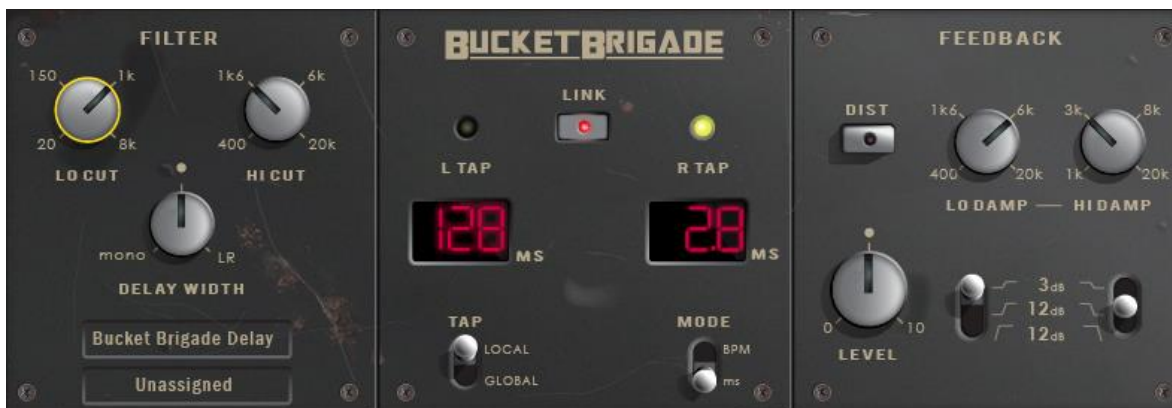 FILTER
150
1k
20
8k
LO CUT
1k6
6k
400
20k
HI CUT
mono
LR
DELAY WIDTH
Bucket Brigade Delay
Unassigned
BUCKETBRIGADE
LINK
L TAP
R TAP
128
MS
2.8
MS
TAP
LOCAL
GLOBAL
MODE
BPM
ms
FEEDBACK
DIST
1k6
6k
400
20k
LO DAMP
3k
8k
1k
20k
HI DAMP
0
10
LEVEL
3dB
12dB
12dB